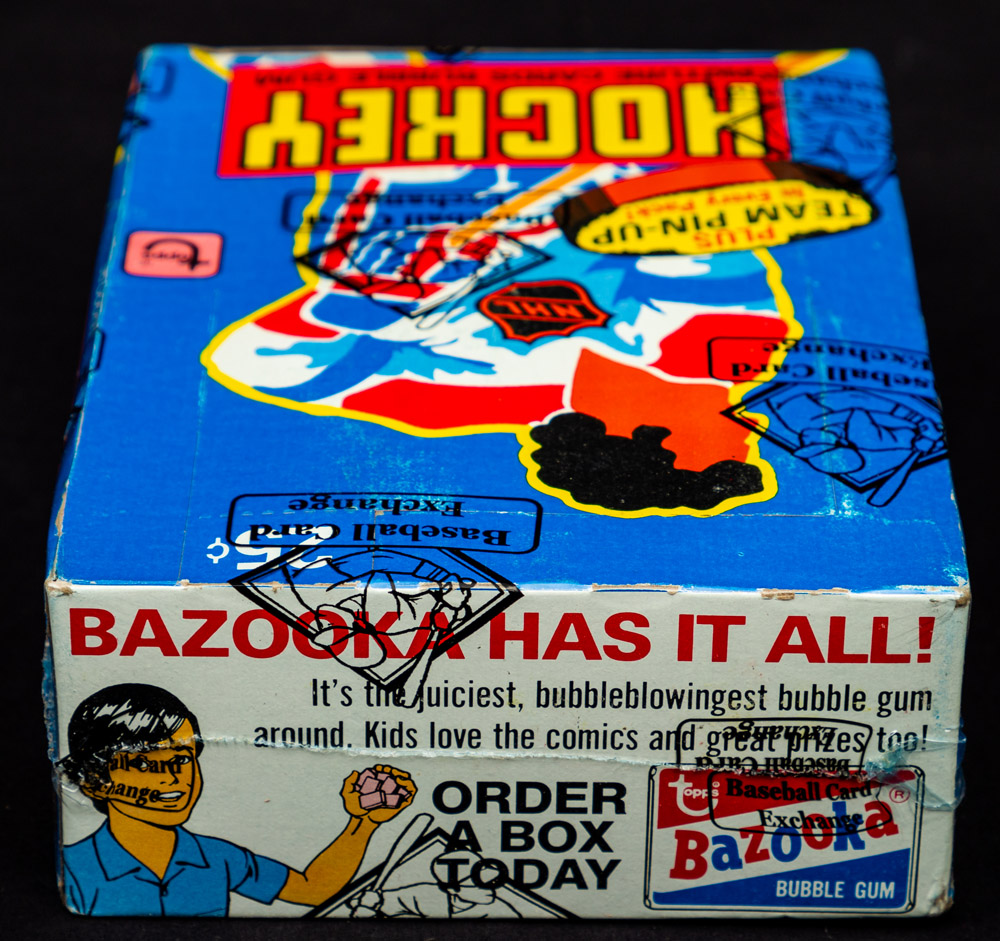 HOCKEY
PLUS
TEAM PIN-UP
in Every Pack!
NHL
topps
Baseball Card
Exchange
Baseball Card
Exchange
Baseball Card
Exchange
25¢
BAZOOKA HAS IT ALL!
It's the juiciest, bubbleblowingest bubble gum
around. Kids love the comics and great prizes too!
ORDER
A BOX
TODAY
Baseball Card
Exchange
Baseball Card
Exchange
topps®
Bazooka®
BUBBLE GUM